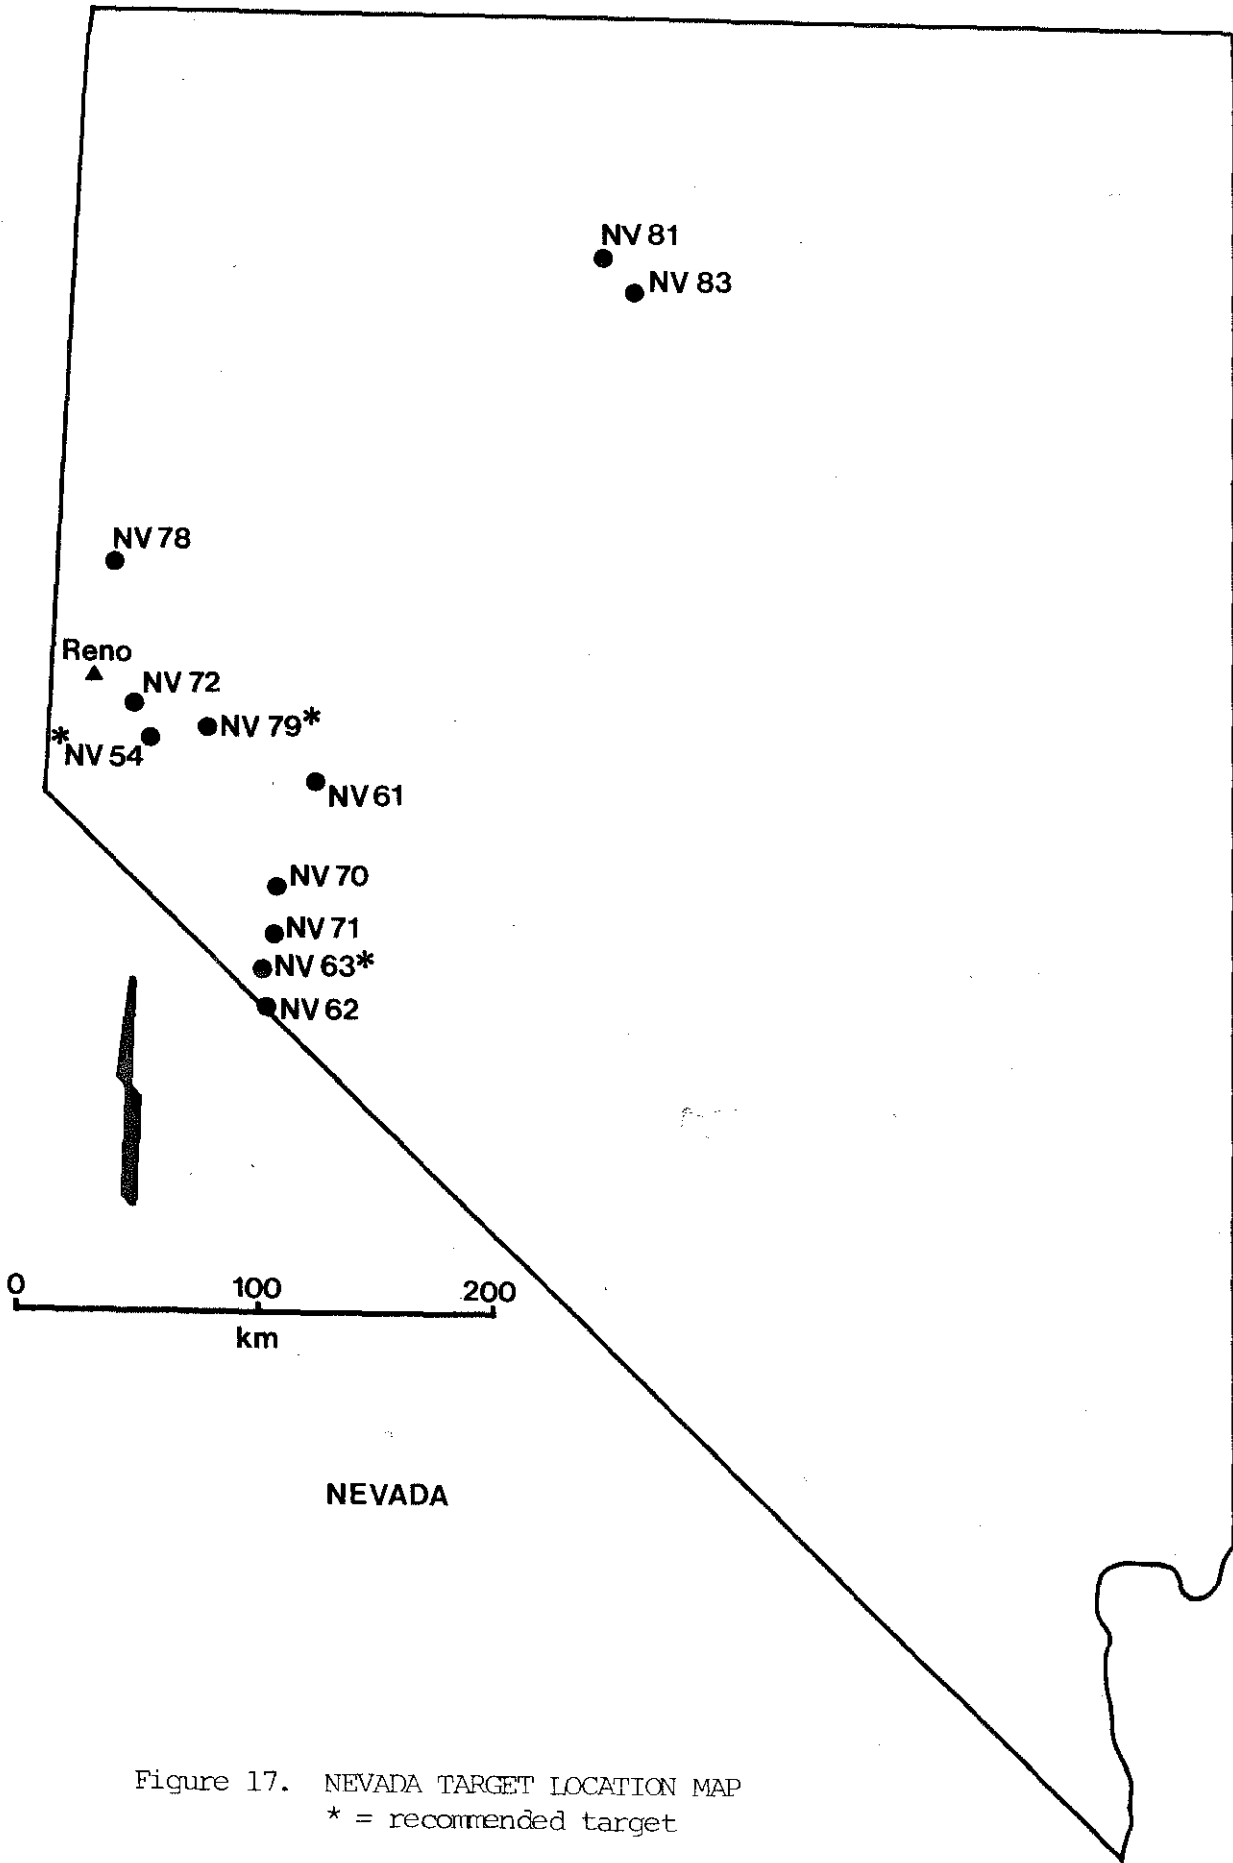 NV 81
NV 83
NV 78
Reno
NV 72
NV 79*
*NV 54
NV 61
NV 70
NV 71
NV 63*
NV 62
0 100 200
km
NEVADA
Figure 17. NEVADA TARGET LOCATION MAP
* = recommended target